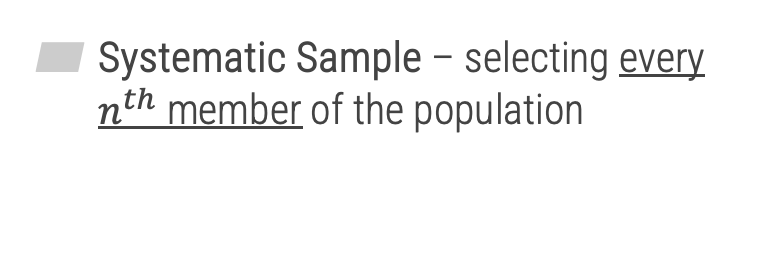 Systematic Sample – selecting every
nᵗʰ member of the population